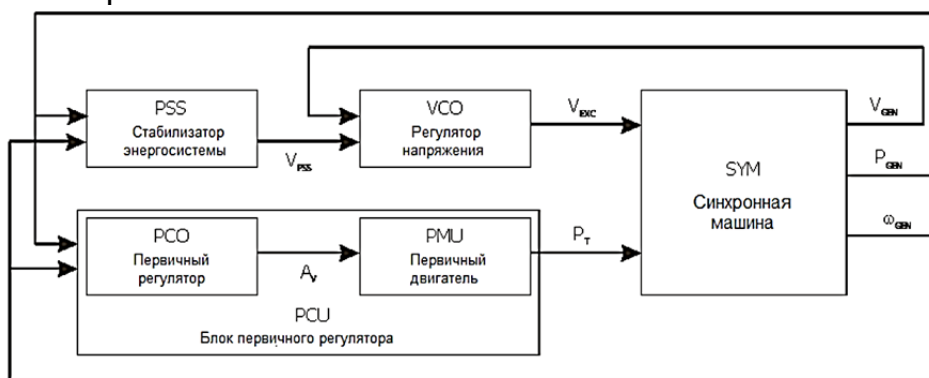 PSS
Стабилизатор
энергосистемы
VCO
Регулятор
напряжения
V_EXC
V_GEN
V_PSS
P_GEN
SYM
Синхронная
машина
ω_GEN
PCO
Первичный
регулятор
PMU
Первичный
двигатель
P_T
A_V
PCU
Блок первичного регулятора